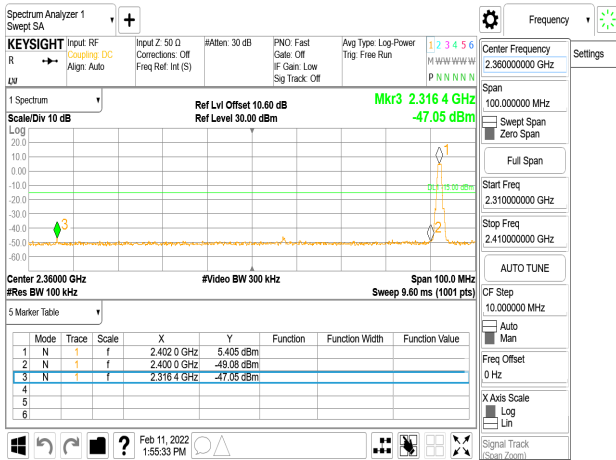 Spectrum Analyzer 1
Swept SA
Frequency
Settings
KEYSIGHT
R
Input: RF
Coupling: DC
Align: Auto
Input Z: 50 Ω
Corrections: Off
Freq Ref: Int (S)
#Atten: 30 dB
PNO: Fast
Gate: Off
IF Gain: Low
Sig Track: Off
Avg Type: Log-Power
Trig: Free Run
1 2 3 4 5 6
M W W W W W
P N N N N N
1 Spectrum
Scale/Div 10 dB
Ref Lvl Offset 10.60 dB
Ref Level 30.00 dBm
Mkr3 2.316 4 GHz
-47.05 dBm
Log
20.0
10.0
0.00
-10.0
-20.0
-30.0
-40.0
-50.0
-60.0
1
2
3
DL1 -15.00 dBm
Center 2.36000 GHz
#Video BW 300 kHz
Span 100.0 MHz
#Res BW 100 kHz
Sweep 9.60 ms (1001 pts)
5 Marker Table
Mode Trace Scale X Y Function Function Width Function Value
1 N 1 f 2.402 0 GHz 5.405 dBm
2 N 1 f 2.400 0 GHz -49.08 dBm
3 N 1 f 2.316 4 GHz -47.05 dBm
4
5
6
Feb 11, 2022
1:55:33 PM
Center Frequency
2.360000000 GHz
Span
100.000000 MHz
Swept Span
Zero Span
Full Span
Start Freq
2.310000000 GHz
Stop Freq
2.410000000 GHz
AUTO TUNE
CF Step
10.000000 MHz
Auto
Man
Freq Offset
0 Hz
X Axis Scale
Log
Lin
Signal Track
(Span Zoom)